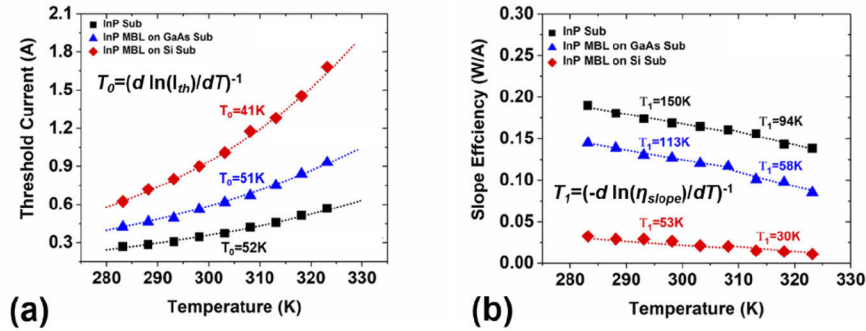 InP Sub
InP MBL on GaAs Sub
InP MBL on Si Sub
T₀=(d ln(Iₜₕ)/dT)⁻¹
T₀=41K
T₀=51K
T₀=52K
Threshold Current (A)
2.1
1.8
1.5
1.2
0.9
0.6
0.3
280 290 300 310 320 330
Temperature (K)
(a)
InP Sub
InP MBL on GaAs Sub
InP MBL on Si Sub
T₁=150K
T₁=94K
T₁=113K
T₁=58K
T₁=(-d ln(ηslope)/dT)⁻¹
T₁=53K
T₁=30K
Slope Effciency (W/A)
0.30
0.25
0.20
0.15
0.10
0.05
0.00
280 290 300 310 320 330
Temperature (K)
(b)